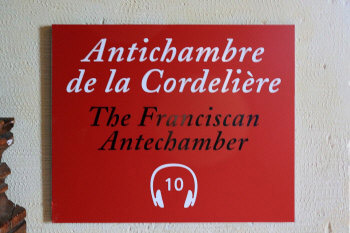 Antichambre
de la Cordelière
The Franciscan
Antechamber
10